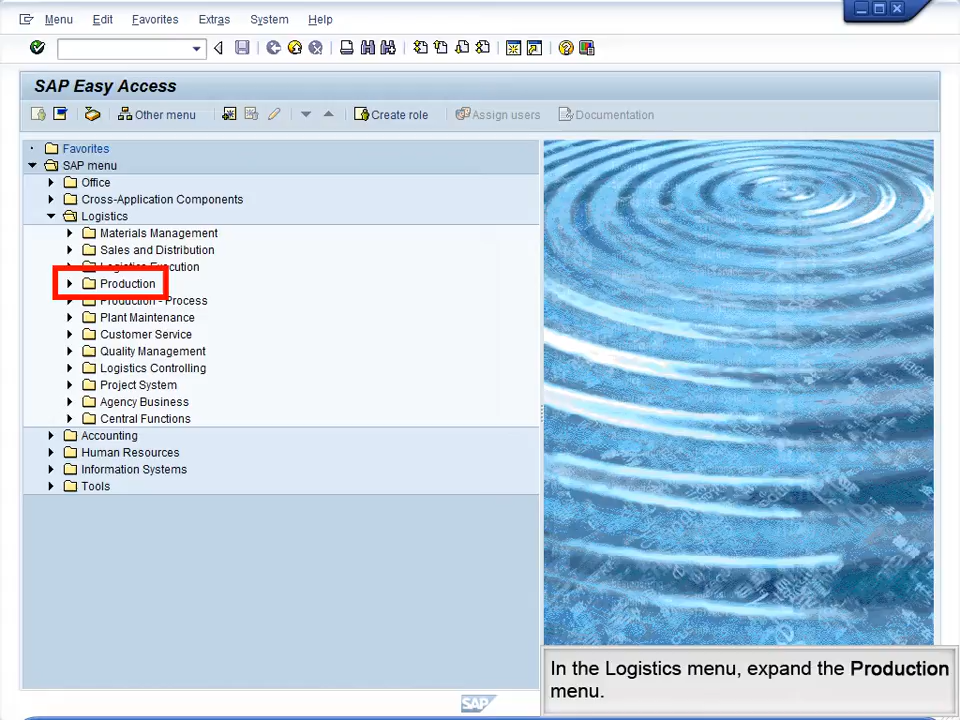 Menu Edit Favorites Extras System Help
SAP Easy Access
Other menu Create role Assign users Documentation
Favorites
SAP menu
Office
Cross-Application Components
Logistics
Materials Management
Sales and Distribution
Logistics Execution
Production
Production - Process
Plant Maintenance
Customer Service
Quality Management
Logistics Controlling
Project System
Agency Business
Central Functions
Accounting
Human Resources
Information Systems
Tools
In the Logistics menu, expand the Production
menu.
SAP